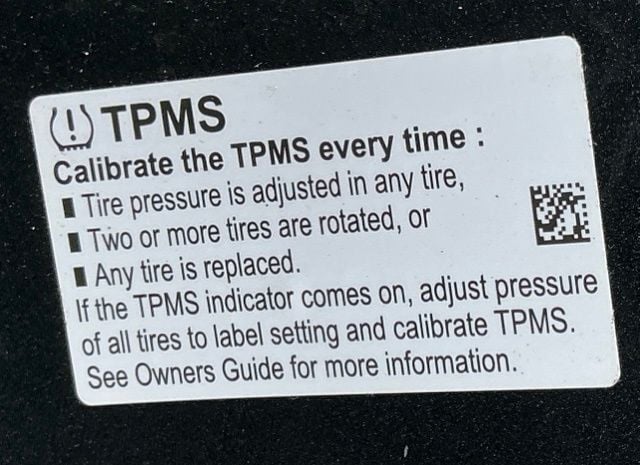 TPMS
Calibrate the TPMS every time :
Tire pressure is adjusted in any tire,
Two or more tires are rotated, or
Any tire is replaced.
If the TPMS indicator comes on, adjust pressure
of all tires to label setting and calibrate TPMS.
See Owners Guide for more information.